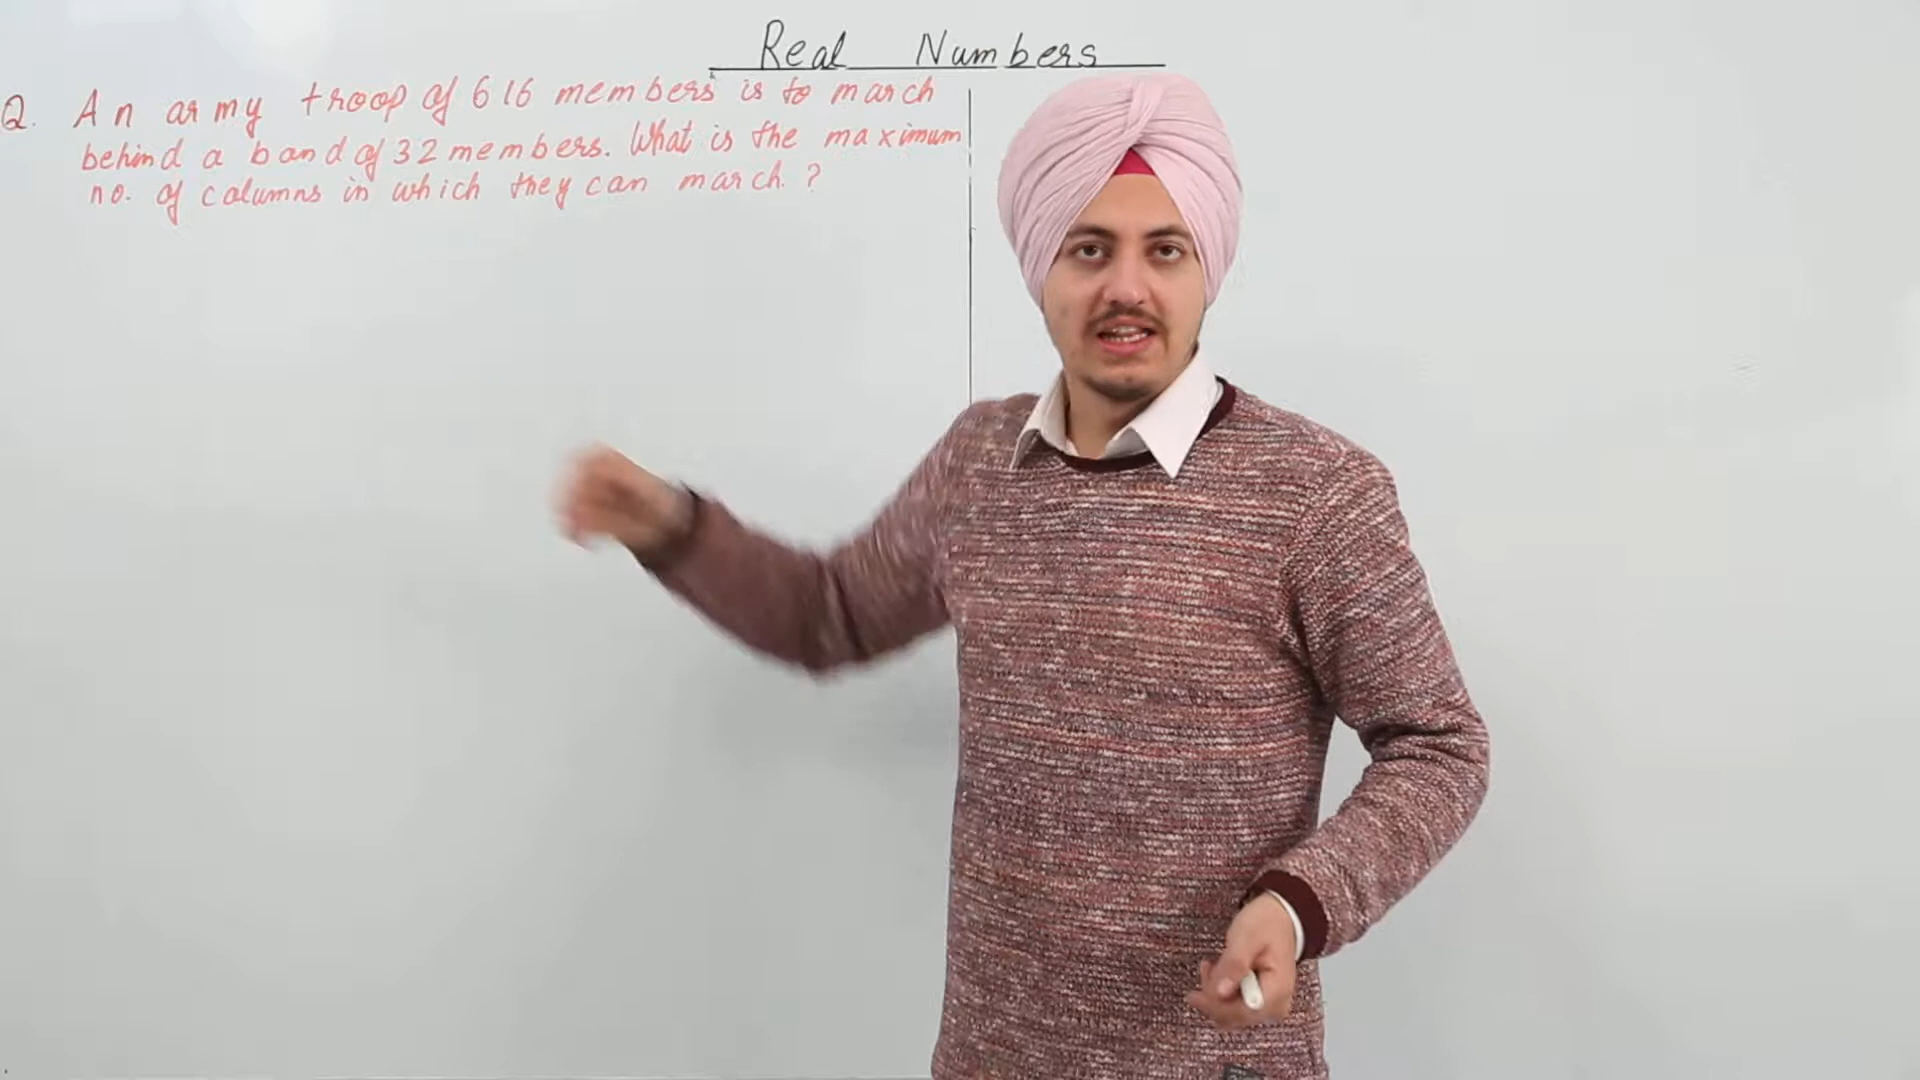 Real Numbers
Q. An army troop of 616 members is to march
behind a band of 32 members. What is the maximum
no. of columns in which they can march. ?